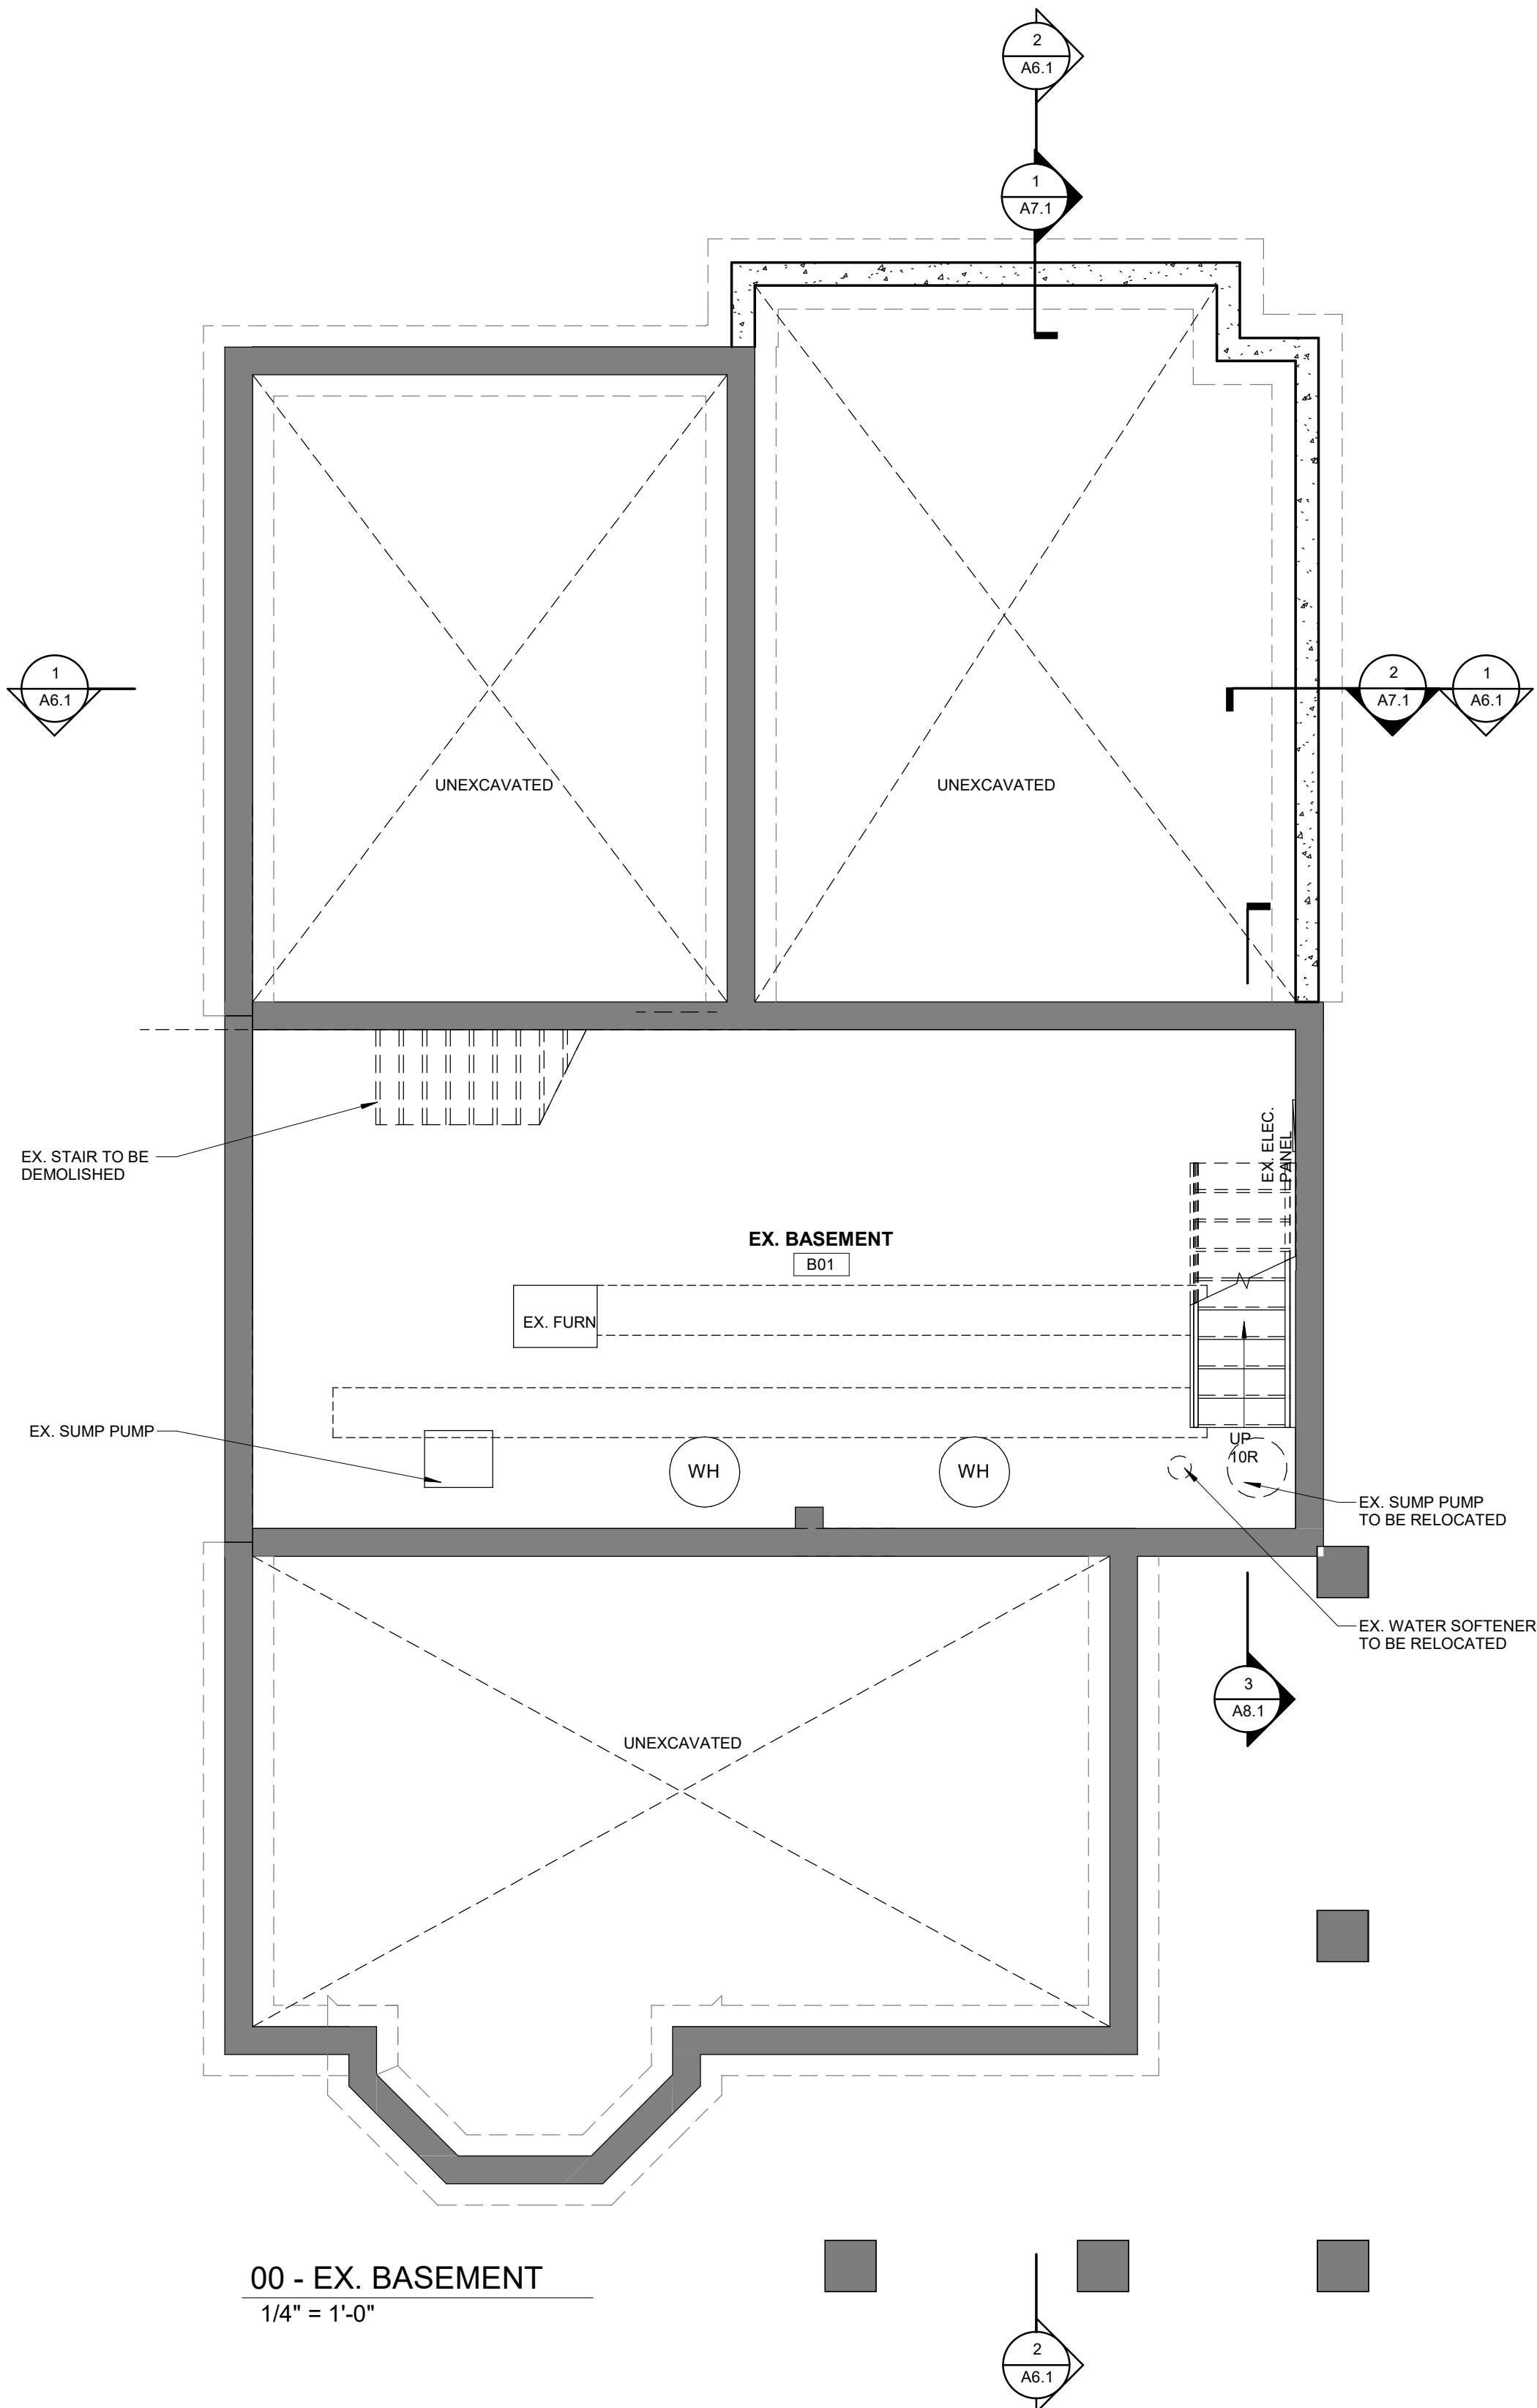 2
A6.1
1
A7.1
1
A6.1
2
A7.1
1
A6.1
UNEXCAVATED
UNEXCAVATED
EX. STAIR TO BE
DEMOLISHED
EX. ELEC.
PANEL
EX. BASEMENT
B01
EX. FURN
EX. SUMP PUMP
WH
WH
UP
10R
EX. SUMP PUMP
TO BE RELOCATED
EX. WATER SOFTENER
TO BE RELOCATED
3
A8.1
UNEXCAVATED
00 - EX. BASEMENT
1/4" = 1'-0"
2
A6.1